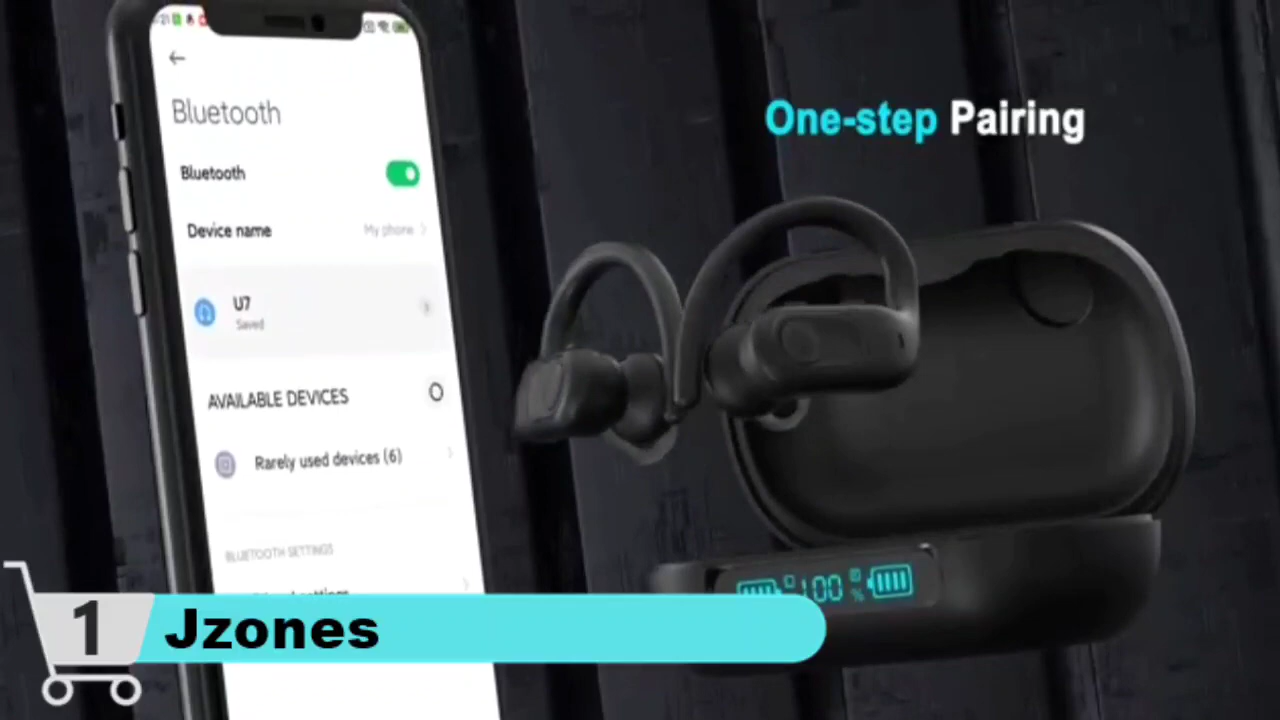 Bluetooth
One-step Pairing
Bluetooth
Device name
My phone
U7
Saved
AVAILABLE DEVICES
Rarely used devices (6)
BLUETOOTH SETTINGS
100
%
1
Jzones